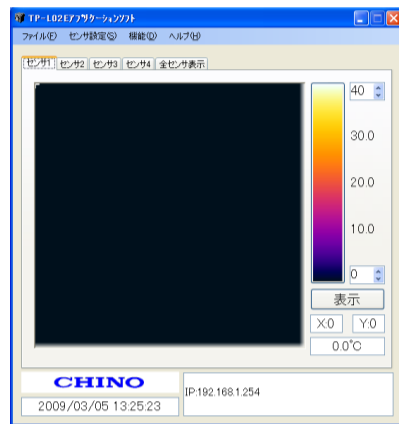 TP-L02Eアプリケーションソフト
ファイル(F) センサ設定(S) 機能(D) ヘルプ(H)
センサ1 センサ2 センサ3 センサ4 全センサ表示
40
30.0
20.0
10.0
0
表示
X:0 Y:0
0.0℃
CHINO
IP:192.168.1.254
2009/03/05 13:25:23